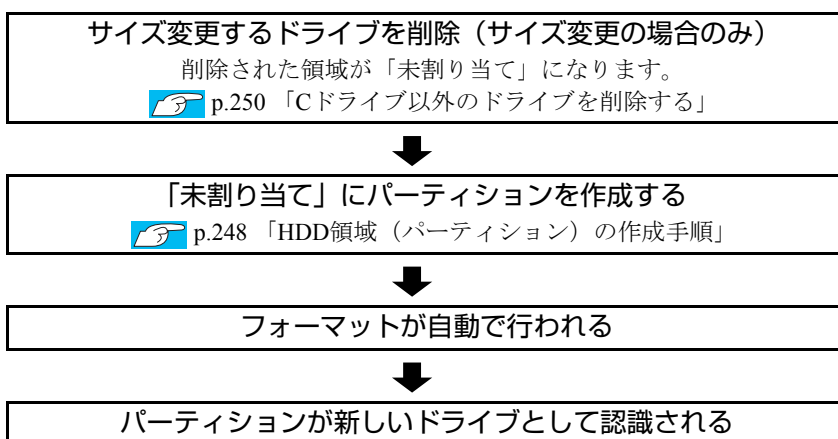 サイズ変更するドライブを削除（サイズ変更の場合のみ）
削除された領域が「未割り当て」になります。
p.250 「Cドライブ以外のドライブを削除する」
「未割り当て」にパーティションを作成する
p.248 「HDD領域（パーティション）の作成手順」
フォーマットが自動で行われる
パーティションが新しいドライブとして認識される